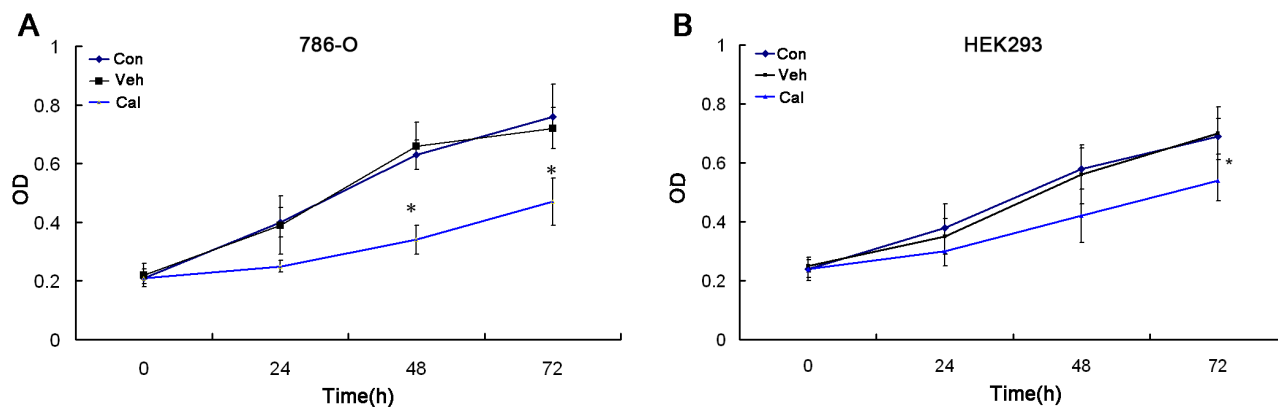 A
786-O
Con
Veh
Cal
1
0.8
0.6
0.4
0.2
0
OD
*
*
0 24 48 72
Time(h)
B
HEK293
Con
Veh
Cal
1
0.8
0.6
0.4
0.2
0
OD
*
0 24 48 72
Time(h)